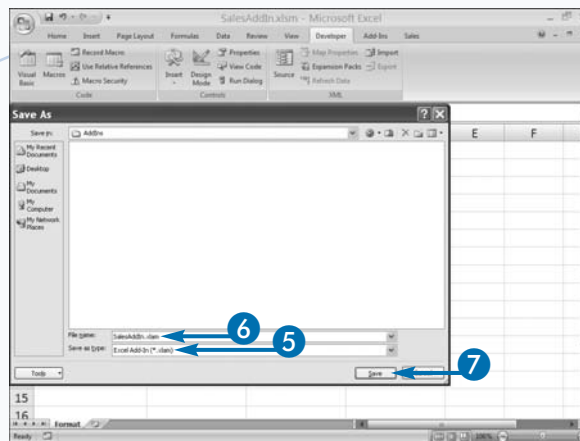 SalesAddIn.xlsm - Microsoft Excel
Home Insert Page Layout Formulas Data Review View Developer Add-Ins Sales
Visual Basic
Macros
Record Macro
Use Relative References
Macro Security
Code
Insert
Design Mode
Properties
View Code
Run Dialog
Controls
Source
Map Properties
Expansion Packs
Refresh Data
Import
Export
XML
Save As
Save in: AddIns
E F
My Recent Documents
Desktop
My Documents
My Computer
My Network Places
File name: SalesAddIn.xlam 6
Save as type: Excel Add-In (*.xlam) 5
Tools Save 7
15
16
Format
Ready 100%